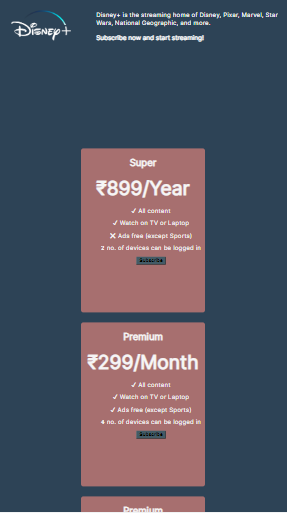 Disney+
Disney+ is the streaming home of Disney, Pixar, Marvel, Star
Wars, National Geographic, and more.
Subscribe now and start streaming!
Super
₹899/Year
✓ All content
✓ Watch on TV or Laptop
✕ Ads free (except Sports)
2 no. of devices can be logged in
Subscribe
Premium
₹299/Month
✓ All content
✓ Watch on TV or Laptop
✓ Ads free (except Sports)
4 no. of devices can be logged in
Subscribe
Premium